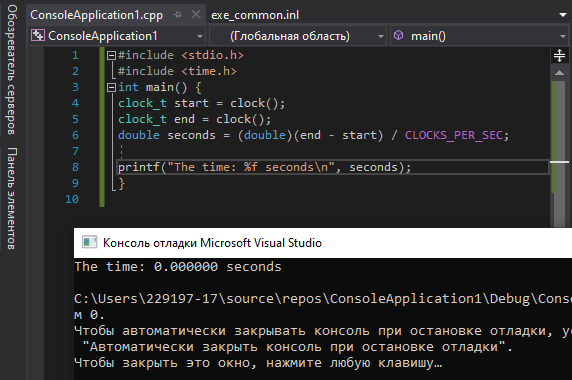 Обозреватель серверов
Панель элементов
ConsoleApplication1.cpp exe_common.inl
ConsoleApplication1 (Глобальная область) main()
1 #include <stdio.h>
2 #include <time.h>
3 int main() {
4 clock_t start = clock();
5 clock_t end = clock();
6 double seconds = (double)(end - start) / CLOCKS_PER_SEC;
7
8 printf("The time: %f seconds\n", seconds);
9 }
10
Консоль отладки Microsoft Visual Studio
The time: 0.000000 seconds
C:\Users\229197-17\source\repos\ConsoleApplication1\Debug\Cons
м 0.
Чтобы автоматически закрывать консоль при остановке отладки, ус
"Автоматически закрыть консоль при остановке отладки".
Чтобы закрыть это окно, нажмите любую клавишу…